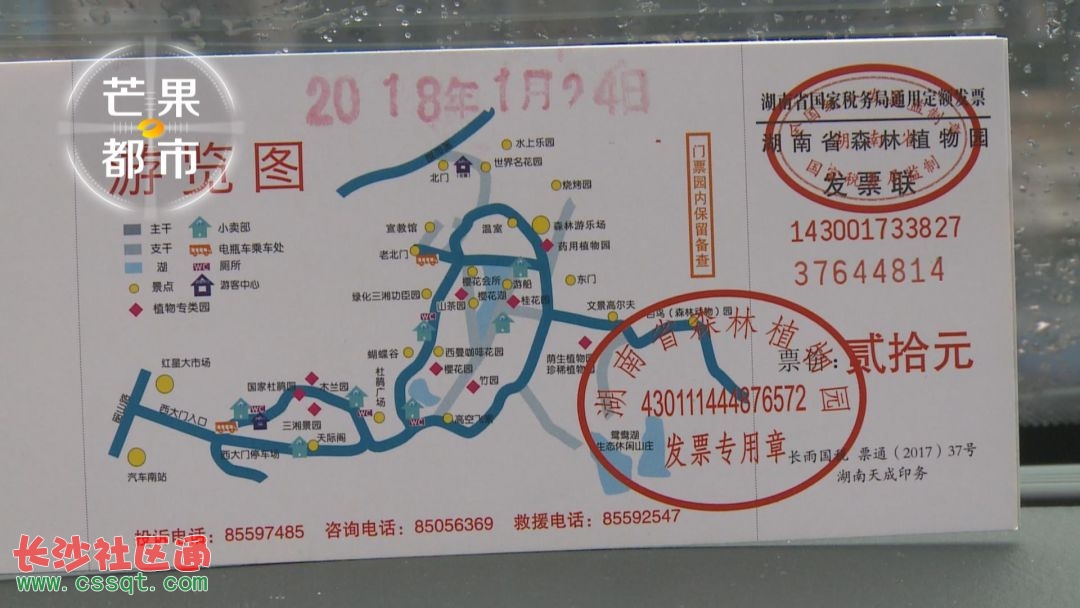 芒果
都市
2018年1月24日
游览图
主干
支干
湖
景点
植物专类园
小卖部
电瓶车乘车处
WC 厕所
游客中心
北门
水上乐园
世界名花园
烧烤园
宣教馆
温室
森林游乐场
药用植物园
老北门
樱花会所
游船
东门
绿化三湘功臣园
山茶园
樱花湖
桂花园
文景高尔夫
WC
蝴蝶谷
西曼咖啡花园
樱花园
荫生植物园
珍稀植物园
竹园
红星大市场
国家杜鹃园
木兰园
杜鹃广场
西大门入口
WC
WC
三湘景园
WC
高空飞索
天际阁
西大门停车场
汽车南站
鸳鸯湖
生态休闲山庄
投诉电话：85597485 咨询电话：85056369 救援电话：85592547
门票园内保留备查
湖南省国家税务局通用定额发票
湖南省森林植物园
发票联
143001733827
37644814
票价：贰拾元
湖南省森林植物园
430111444876572
发票专用章
长雨国税 票通（2017）37号
湖南天成印务
长沙社区通
www.cssqt.com